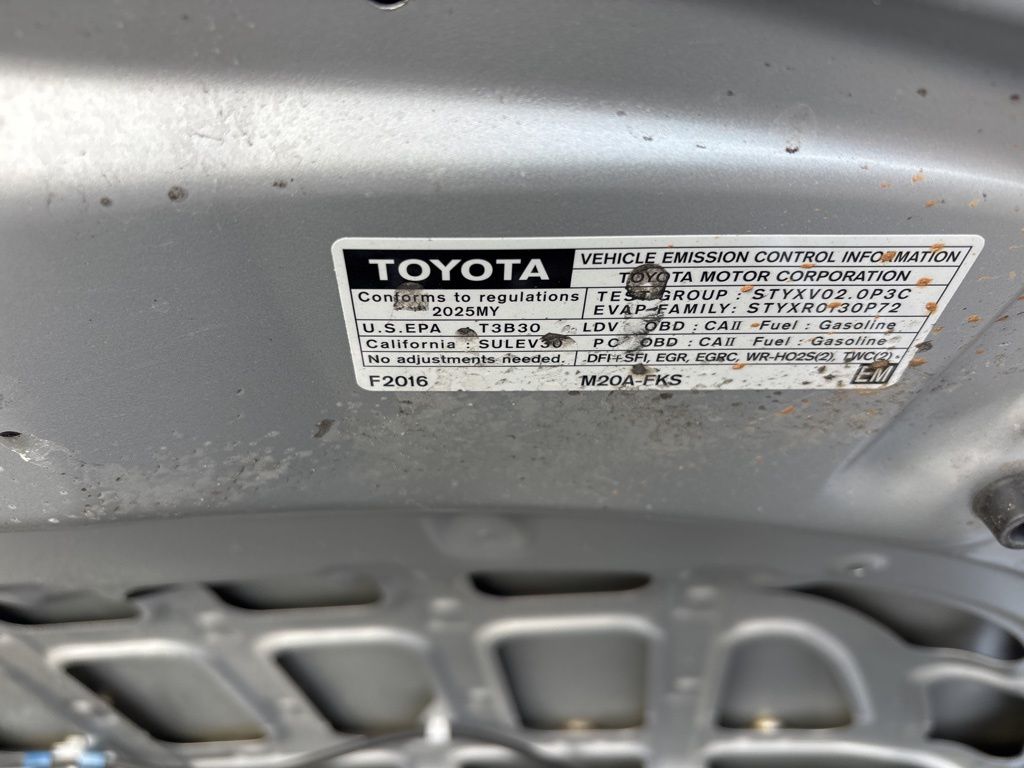 TOYOTA
VEHICLE EMISSION CONTROL INFORMATION
TOYOTA MOTOR CORPORATION
Conforms to regulations
2025MY
TEST GROUP : STYXV02.0P3C
EVAP FAMILY: STYXR0130P72
U.S.EPA : T3B30
LDV OBD : CAII Fuel : Gasoline
California : SULEV30
PC OBD : CAII Fuel : Gasoline
No adjustments needed.
DFI+SFI, EGR, EGRC, WR-HO2S(2), TWC(2)
F2016
M20A-FKS
EM